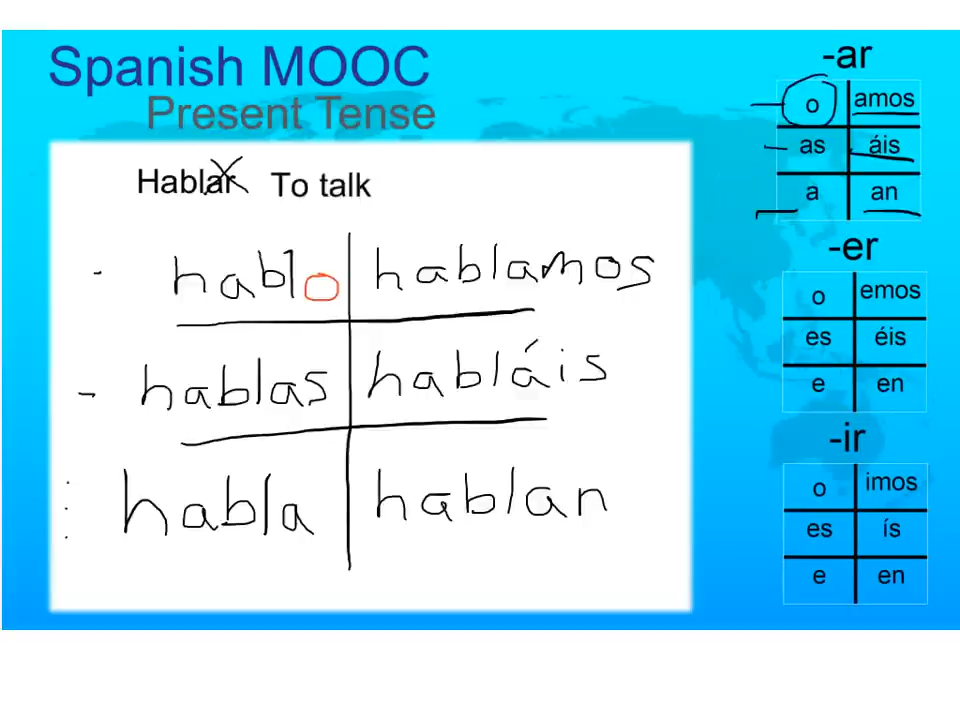 Spanish MOOC
Present Tense
Hablar To talk
- hablo hablamos
- hablas habláis
habla hablan
-ar
o amos
as áis
a an
-er
o emos
es éis
e en
-ir
o imos
es ís
e en